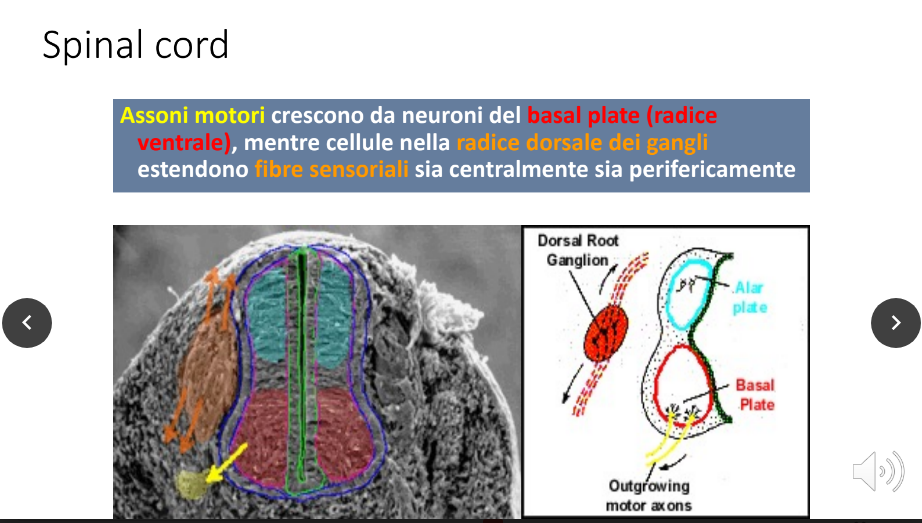 Spinal cord
Assoni motori crescono da neuroni del basal plate (radice
ventrale), mentre cellule nella radice dorsale dei gangli
estendono fibre sensoriali sia centralmente sia perifericamente
Dorsal Root
Ganglion
Alar
plate
Basal
Plate
Outgrowing
motor axons